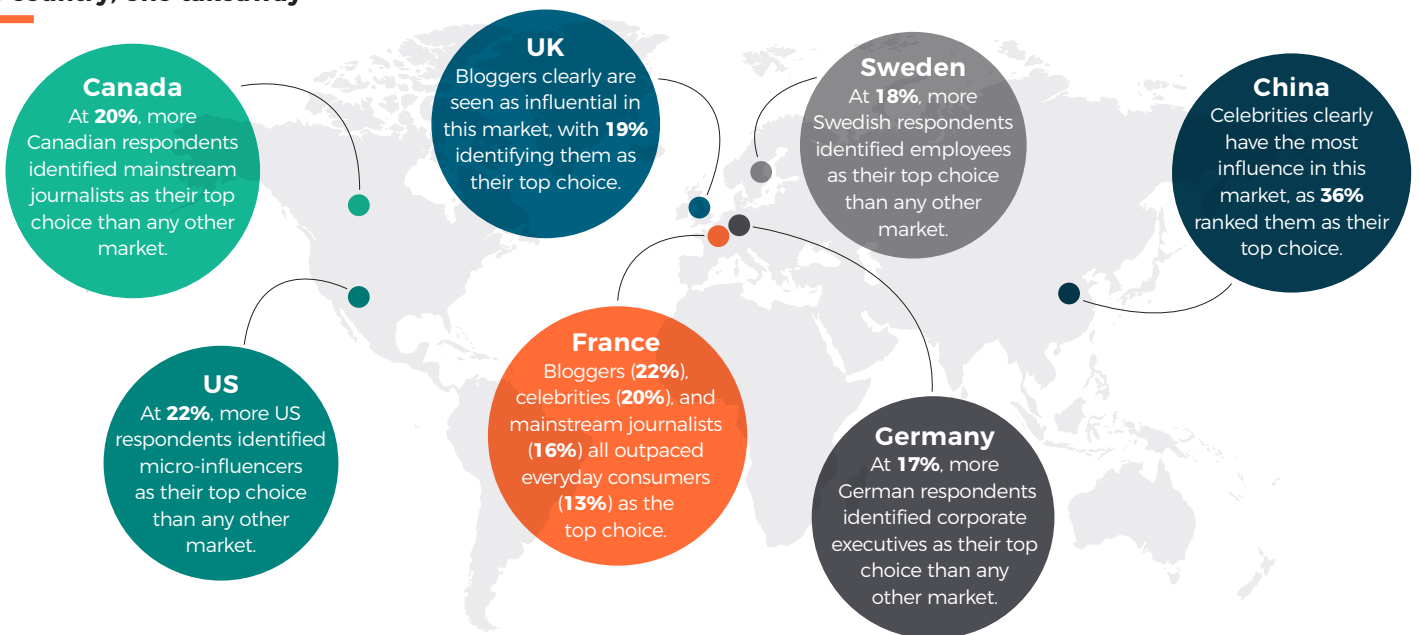 country, one takeaway
Canada
At 20%, more
Canadian respondents
identified mainstream
journalists as their top
choice than any other
market.
UK
Bloggers clearly are
seen as influential in
this market, with 19%
identifying them as
their top choice.
Sweden
At 18%, more
Swedish respondents
identified employees
as their top choice
than any other
market.
China
Celebrities clearly
have the most
influence in this
market, as 36%
ranked them as their
top choice.
US
At 22%, more US
respondents identified
micro-influencers
as their top choice
than any other
market.
France
Bloggers (22%),
celebrities (20%), and
mainstream journalists
(16%) all outpaced
everyday consumers
(13%) as the
top choice.
Germany
At 17%, more
German respondents
identified corporate
executives as their top
choice than any
other market.